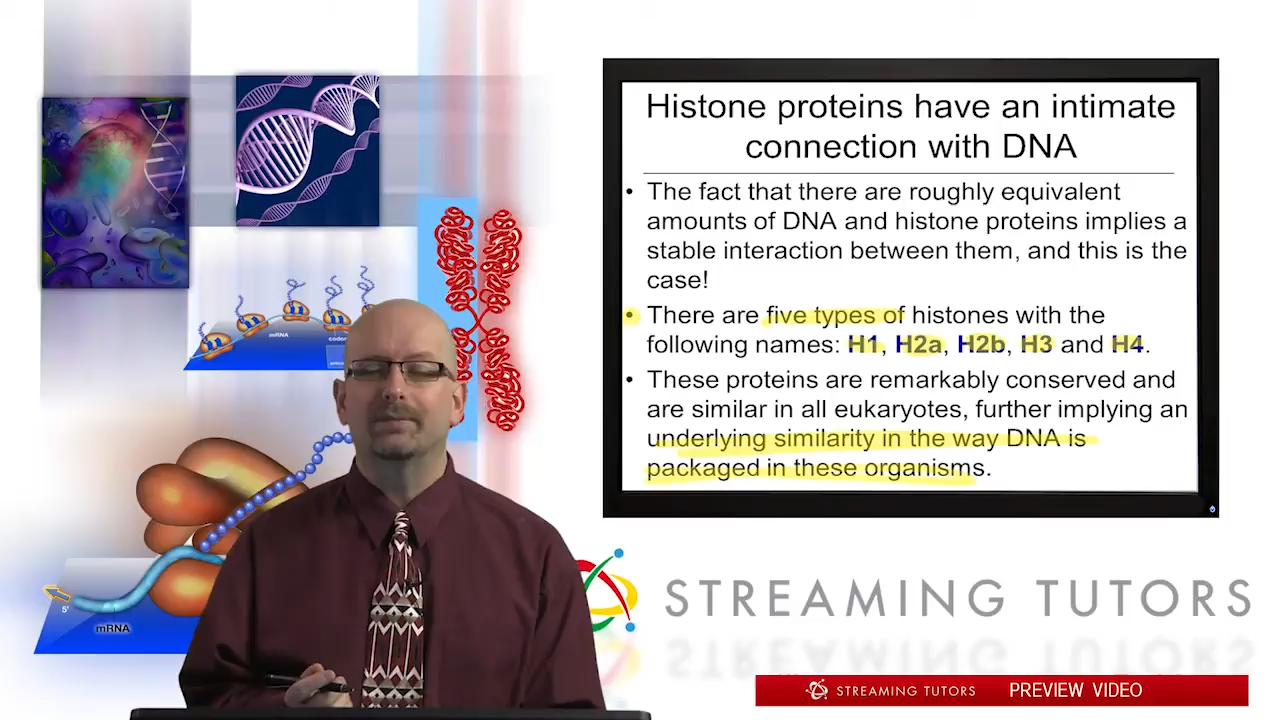 Histone proteins have an intimate
connection with DNA
• The fact that there are roughly equivalent
amounts of DNA and histone proteins implies a
stable interaction between them, and this is the
case!
• There are five types of histones with the
following names: H1, H2a, H2b, H3 and H4.
• These proteins are remarkably conserved and
are similar in all eukaryotes, further implying an
underlying similarity in the way DNA is
packaged in these organisms.
mRNA
codon
5'
mRNA
STREAMING TUTORS
STREAMING TUTORS PREVIEW VIDEO